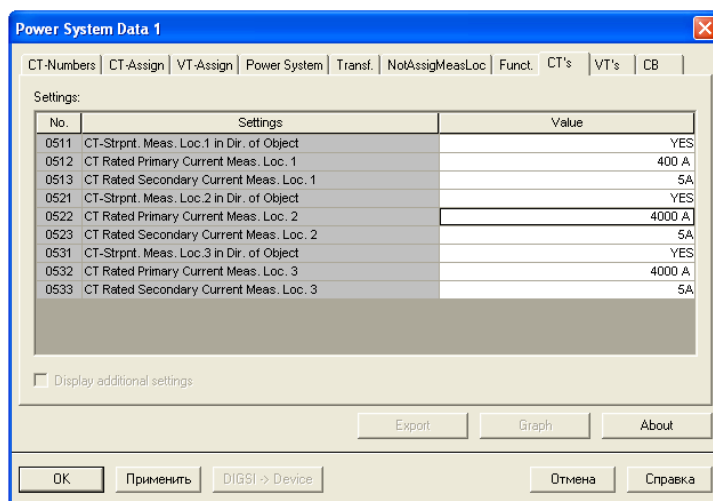 Power System Data 1
CT-Numbers CT-Assign VT-Assign Power System Transf. NotAssigMeasLoc Funct. CT's VT's CB
Settings:
No. Settings Value
0511 CT-Strpnt. Meas. Loc.1 in Dir. of Object YES
0512 CT Rated Primary Current Meas. Loc. 1 400 A
0513 CT Rated Secondary Current Meas. Loc. 1 5A
0521 CT-Strpnt. Meas. Loc.2 in Dir. of Object YES
0522 CT Rated Primary Current Meas. Loc. 2 4000 A
0523 CT Rated Secondary Current Meas. Loc. 2 5A
0531 CT-Strpnt. Meas. Loc.3 in Dir. of Object YES
0532 CT Rated Primary Current Meas. Loc. 3 4000 A
0533 CT Rated Secondary Current Meas. Loc. 3 5A
Display additional settings
Export Graph About
OK Применить DIGSI -> Device Отмена Справка